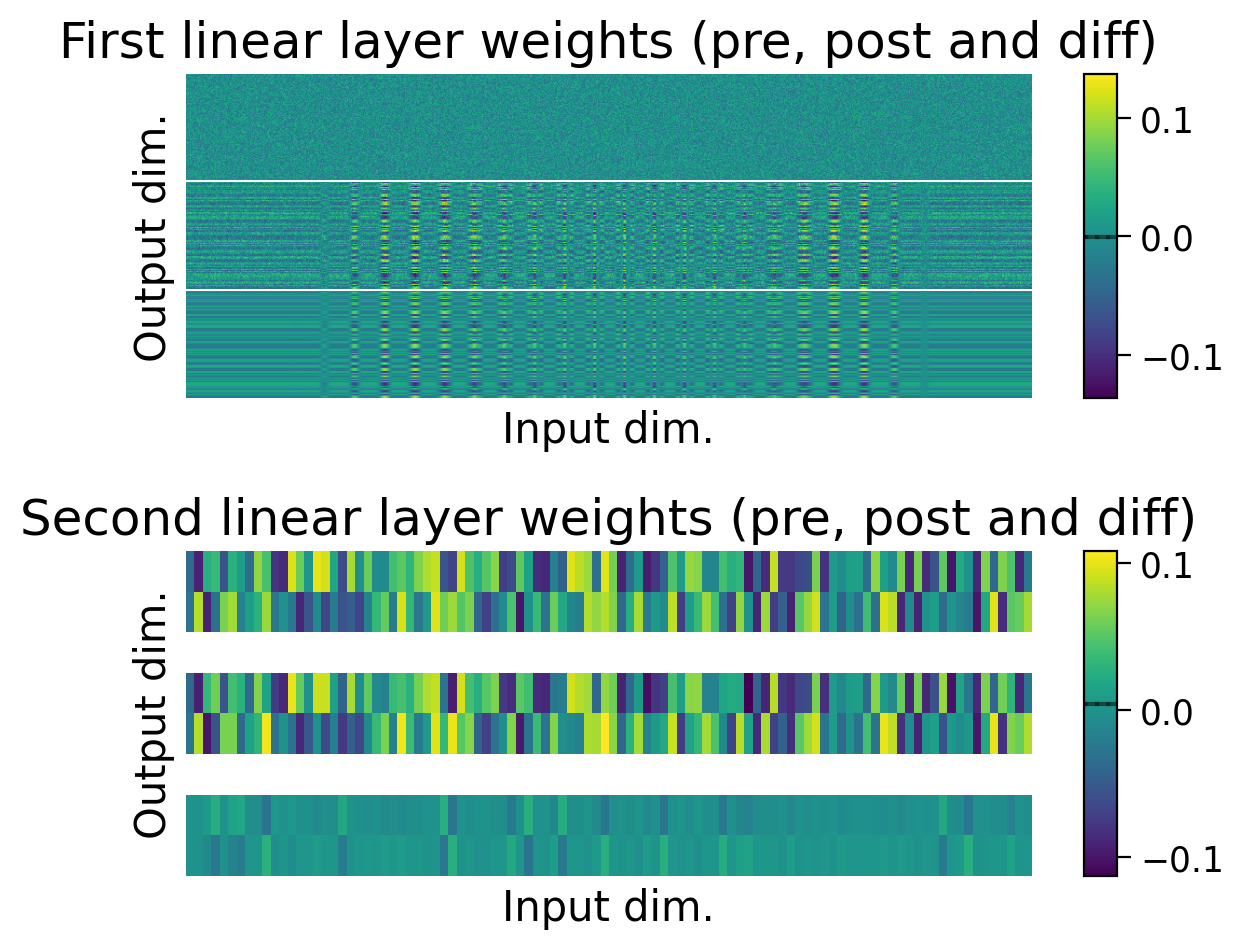 First linear layer weights (pre, post and diff)
Output dim.
0.1
0.0
−0.1
Input dim.
Second linear layer weights (pre, post and diff)
Output dim.
0.1
0.0
−0.1
Input dim.